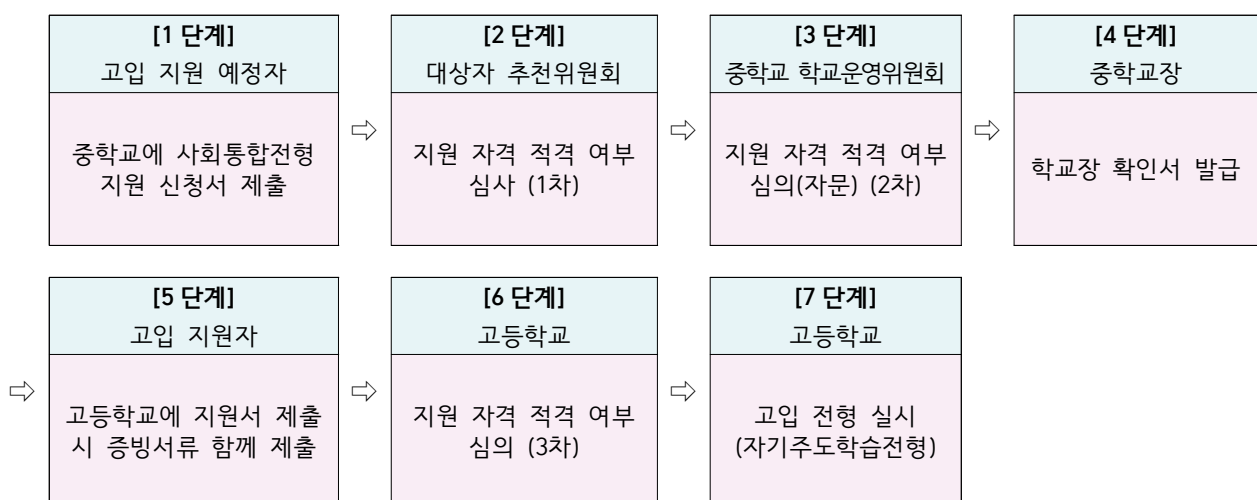 [1 단계]
고입 지원 예정자
중학교에 사회통합전형
지원 신청서 제출
⇨
[2 단계]
대상자 추천위원회
지원 자격 적격 여부
심사 (1차)
⇨
[3 단계]
중학교 학교운영위원회
지원 자격 적격 여부
심의(자문) (2차)
⇨
[4 단계]
중학교장
학교장 확인서 발급
⇨
[5 단계]
고입 지원자
고등학교에 지원서 제출
시 증빙서류 함께 제출
⇨
[6 단계]
고등학교
지원 자격 적격 여부
심의 (3차)
⇨
[7 단계]
고등학교
고입 전형 실시
(자기주도학습전형)